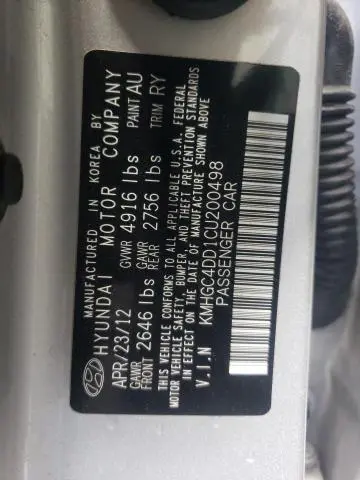 MANUFACTURED IN KOREA BY
HYUNDAI MOTOR COMPANY
APR/23/12 GVWR 4916 lbs PAINT AU
GAWR FRONT 2646 lbs GAWR REAR 2756 lbs TRIM RY
THIS VEHICLE CONFORMS TO ALL APPLICABLE U.S.A. FEDERAL
MOTOR VEHICLE SAFETY, BUMPER, AND THEFT PREVENTION STANDARDS
IN EFFECT ON THE DATE OF MANUFACTURE SHOWN ABOVE
V.I.N KMHGC4DD1CU200498
PASSENGER CAR